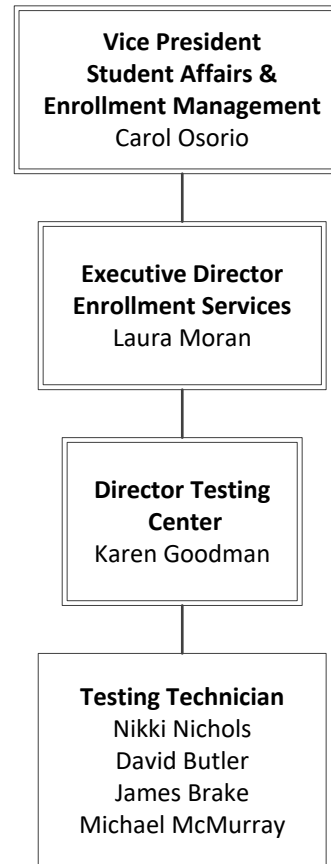 Vice President
Student Affairs &
Enrollment Management
Carol Osorio
Executive Director
Enrollment Services
Laura Moran
Director Testing
Center
Karen Goodman
Testing Technician
Nikki Nichols
David Butler
James Brake
Michael McMurray